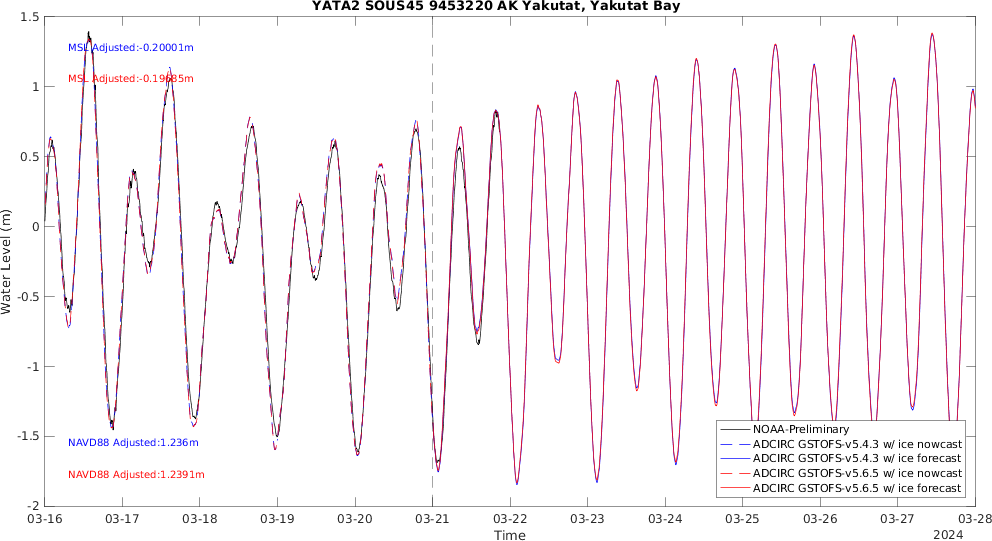 YATA2 SOUS45 9453220 AK Yakutat, Yakutat Bay
1.5
1
0.5
0
-0.5
-1
-1.5
-2
Water Level (m)
MSL Adjusted:-0.20001m
MSL Adjusted:-0.19685m
NAVD88 Adjusted:1.236m
NAVD88 Adjusted:1.2391m
NOAA-Preliminary
ADCIRC GSTOFS-v5.4.3 w/ ice nowcast
ADCIRC GSTOFS-v5.4.3 w/ ice forecast
ADCIRC GSTOFS-v5.6.5 w/ ice nowcast
ADCIRC GSTOFS-v5.6.5 w/ ice forecast
03-16 03-17 03-18 03-19 03-20 03-21 03-22 03-23 03-24 03-25 03-26 03-27 03-28
Time
2024